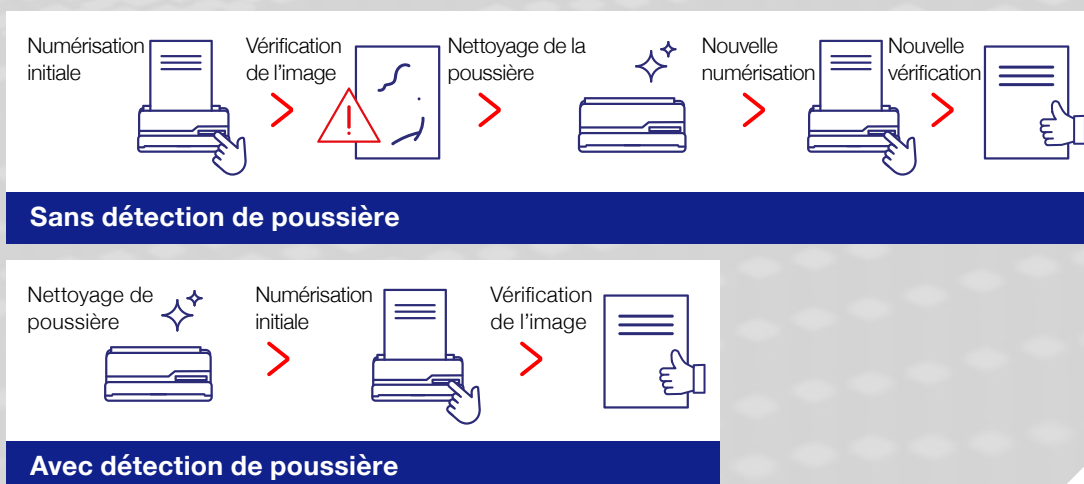 Numérisation
initiale
Vérification
de l'image
Nettoyage de la
poussière
Nouvelle
numérisation
Nouvelle
vérification
Sans détection de poussière
Nettoyage de
poussière
Numérisation
initiale
Vérification
de l'image
Avec détection de poussière